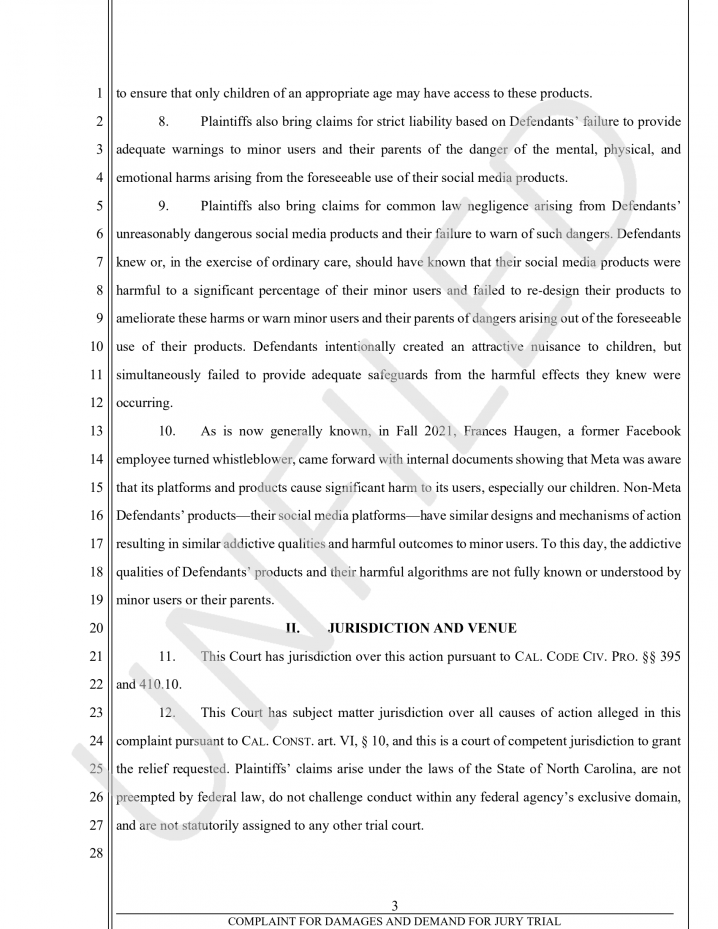 1 to ensure that only children of an appropriate age may have access to these products.
2 8. Plaintiffs also bring claims for strict liability based on Defendants' failure to provide
3 adequate warnings to minor users and their parents of the danger of the mental, physical, and
4 emotional harms arising from the foreseeable use of their social media products.
5 9. Plaintiffs also bring claims for common law negligence arising from Defendants'
6 unreasonably dangerous social media products and their failure to warn of such dangers. Defendants
7 knew or, in the exercise of ordinary care, should have known that their social media products were
8 harmful to a significant percentage of their minor users and failed to re-design their products to
9 ameliorate these harms or warn minor users and their parents of dangers arising out of the foreseeable
10 use of their products. Defendants intentionally created an attractive nuisance to children, but
11 simultaneously failed to provide adequate safeguards from the harmful effects they knew were
12 occurring.
13 10. As is now generally known, in Fall 2021, Frances Haugen, a former Facebook
14 employee turned whistleblower, came forward with internal documents showing that Meta was aware
15 that its platforms and products cause significant harm to its users, especially our children. Non-Meta
16 Defendants' products—their social media platforms—have similar designs and mechanisms of action
17 resulting in similar addictive qualities and harmful outcomes to minor users. To this day, the addictive
18 qualities of Defendants' products and their harmful algorithms are not fully known or understood by
19 minor users or their parents.
20 II. JURISDICTION AND VENUE
21 11. This Court has jurisdiction over this action pursuant to CAL. CODE CIV. PRO. §§ 395
22 and 410.10.
23 12. This Court has subject matter jurisdiction over all causes of action alleged in this
24 complaint pursuant to CAL. CONST. art. VI, § 10, and this is a court of competent jurisdiction to grant
25 the relief requested. Plaintiffs' claims arise under the laws of the State of North Carolina, are not
26 preempted by federal law, do not challenge conduct within any federal agency's exclusive domain,
27 and are not statutorily assigned to any other trial court.
28
3
COMPLAINT FOR DAMAGES AND DEMAND FOR JURY TRIAL
UNFILED